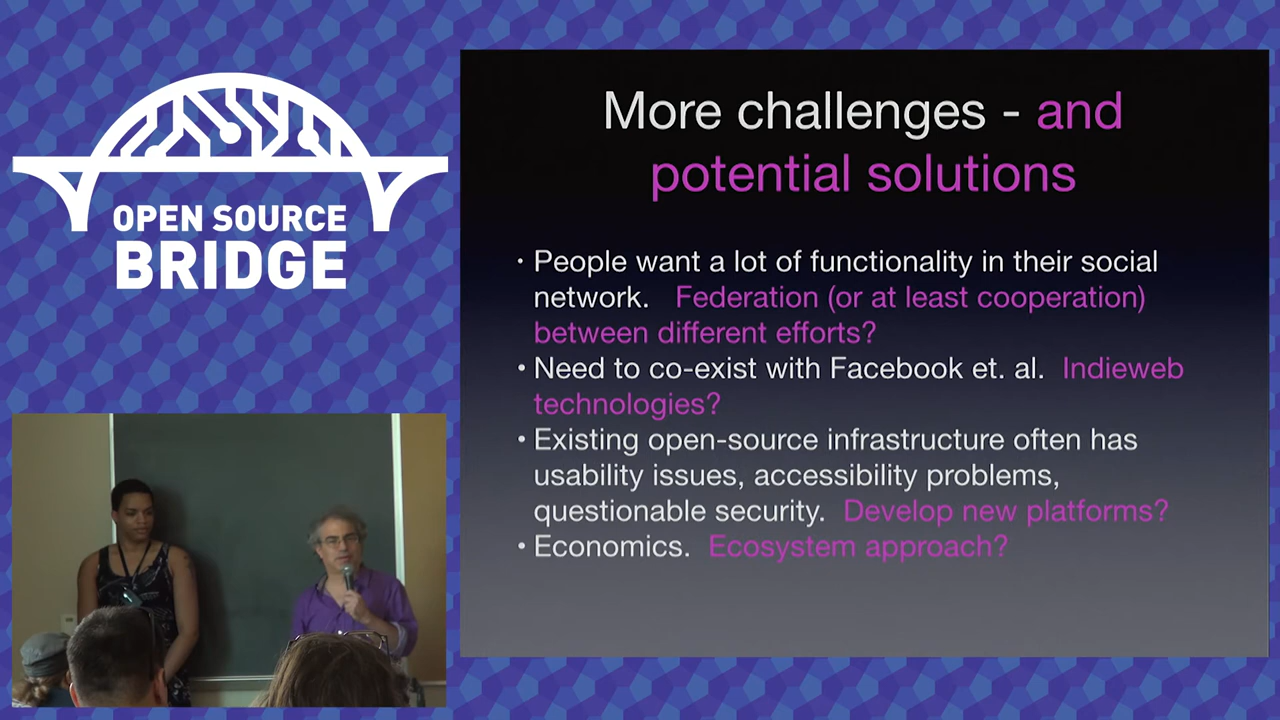 OPEN SOURCE
BRIDGE
More challenges - and
potential solutions
• People want a lot of functionality in their social
network. Federation (or at least cooperation)
between different efforts?
• Need to co-exist with Facebook et. al. Indieweb
technologies?
• Existing open-source infrastructure often has
usability issues, accessibility problems,
questionable security. Develop new platforms?
• Economics. Ecosystem approach?